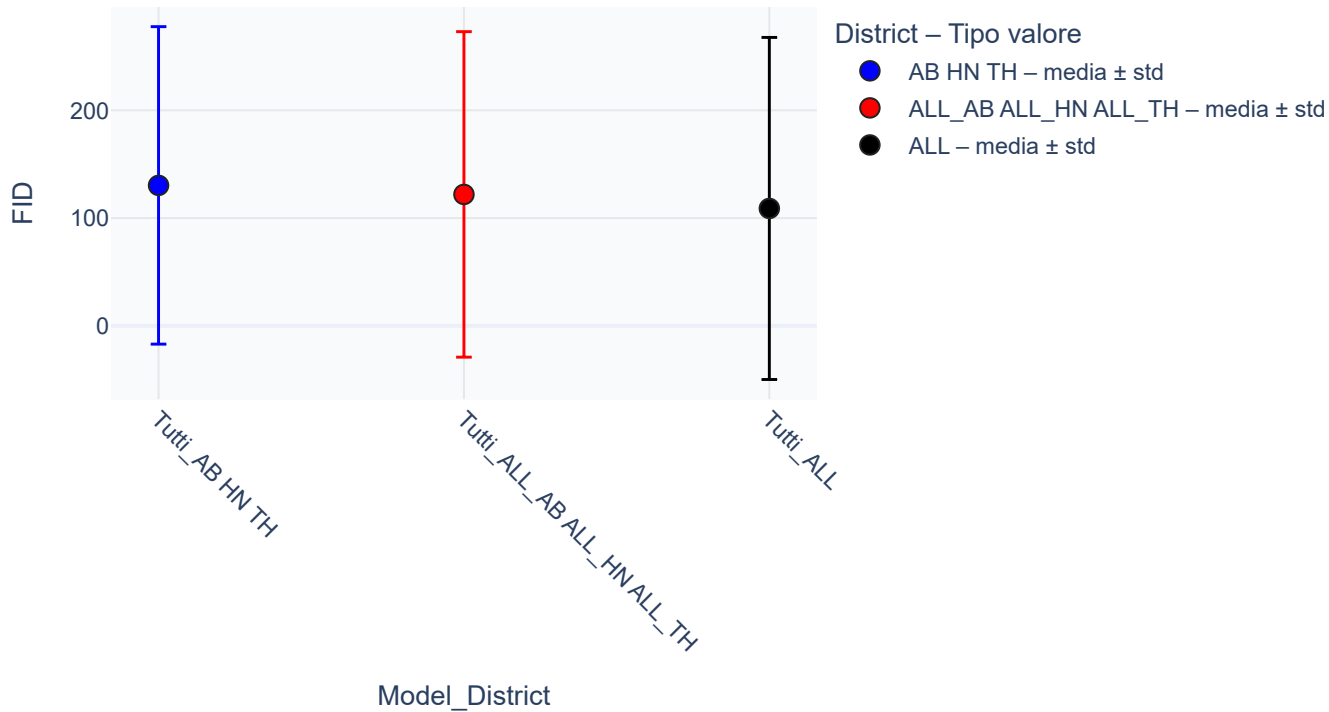 District – Tipo valore
AB HN TH – media ± std
ALL_AB ALL_HN ALL_TH – media ± std
ALL – media ± std
FID
200
100
0
Tutti_AB HN TH
Tutti_ALL_AB ALL_HN ALL_TH
Tutti_ALL
Model_District